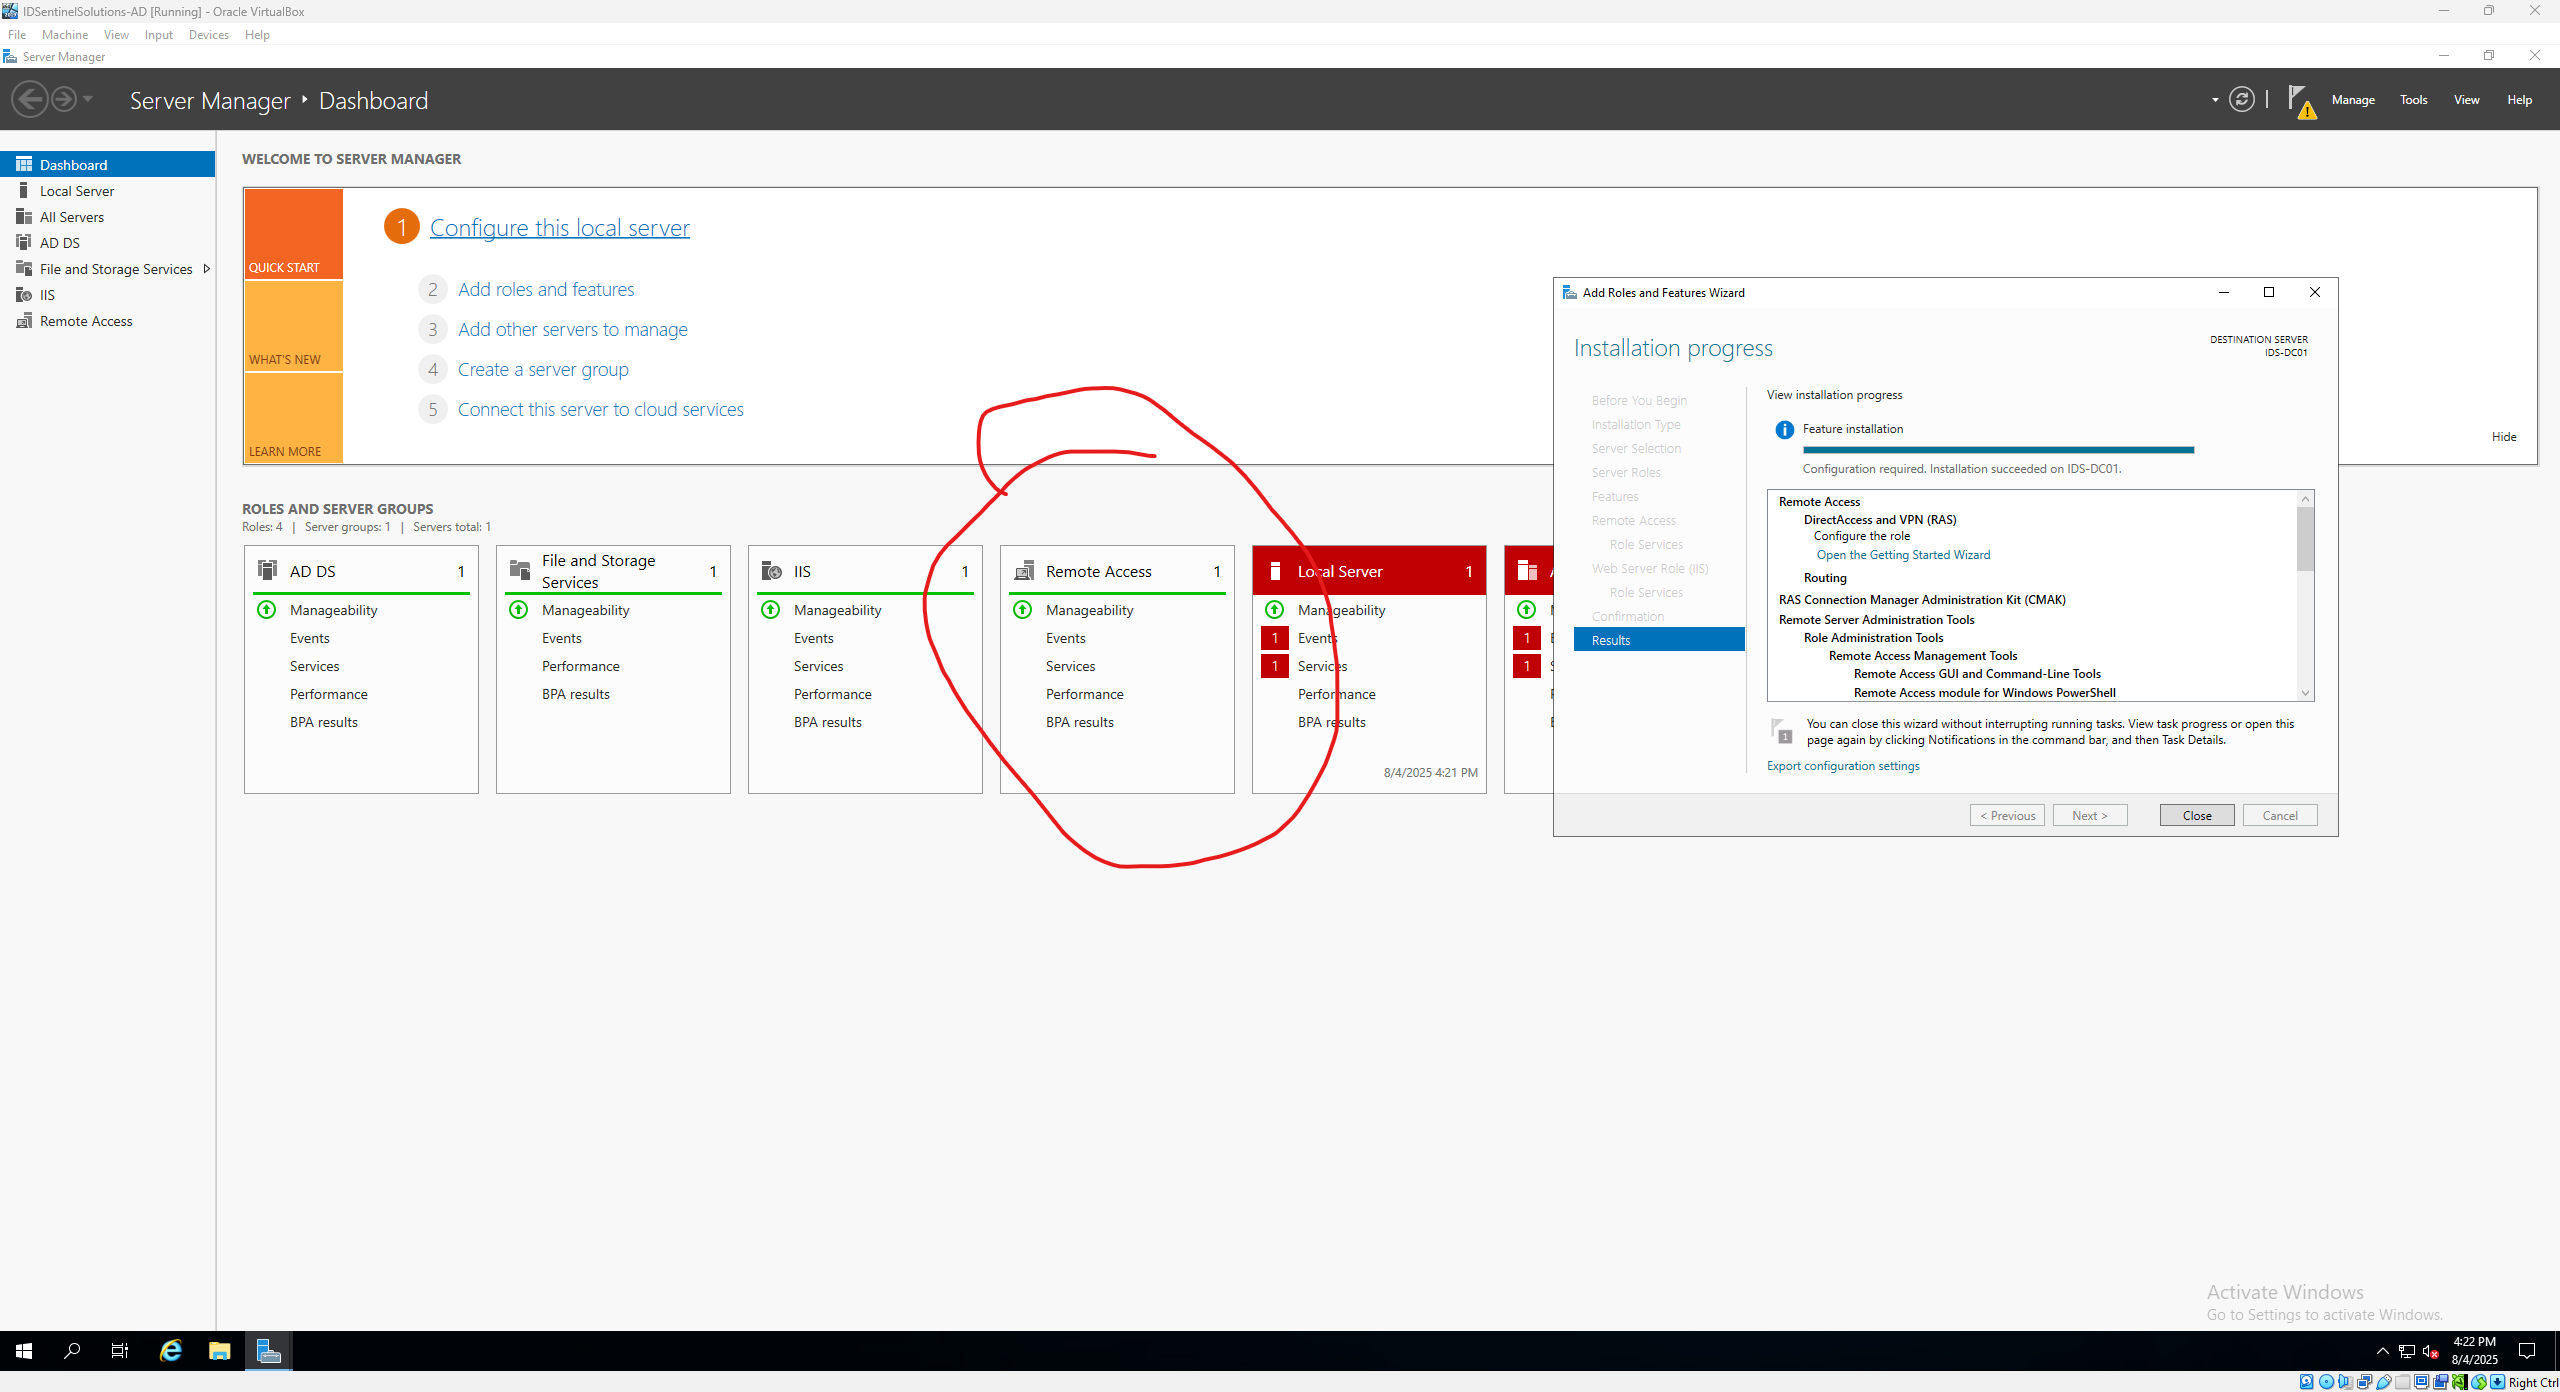 IDSentinelSolutions-AD [Running] - Oracle VirtualBox
File Machine View Input Devices Help
Server Manager
Server Manager ‣ Dashboard
Manage Tools View Help
Dashboard
Local Server
All Servers
AD DS
File and Storage Services
IIS
Remote Access
WELCOME TO SERVER MANAGER
QUICK START
WHAT'S NEW
LEARN MORE
1 Configure this local server
2 Add roles and features
3 Add other servers to manage
4 Create a server group
5 Connect this server to cloud services
Hide
ROLES AND SERVER GROUPS
Roles: 4 | Server groups: 1 | Servers total: 1
AD DS 1
Manageability
Events
Services
Performance
BPA results
File and Storage
Services 1
Manageability
Events
Performance
BPA results
IIS 1
Manageability
Events
Services
Performance
BPA results
Remote Access 1
Manageability
Events
Services
Performance
BPA results
Local Server 1
Manageability
1 Events
1 Services
Performance
BPA results
8/4/2025 4:21 PM
1
1
Add Roles and Features Wizard
Installation progress
DESTINATION SERVER
IDS-DC01
Before You Begin
Installation Type
Server Selection
Server Roles
Features
Remote Access
Role Services
Web Server Role (IIS)
Role Services
Confirmation
Results
View installation progress
Feature installation
Configuration required. Installation succeeded on IDS-DC01.
Remote Access
DirectAccess and VPN (RAS)
Configure the role
Open the Getting Started Wizard
Routing
RAS Connection Manager Administration Kit (CMAK)
Remote Server Administration Tools
Role Administration Tools
Remote Access Management Tools
Remote Access GUI and Command-Line Tools
Remote Access module for Windows PowerShell
1
You can close this wizard without interrupting running tasks. View task progress or open this
page again by clicking Notifications in the command bar, and then Task Details.
Export configuration settings
< Previous Next > Close Cancel
Activate Windows
Go to Settings to activate Windows.
4:22 PM
8/4/2025
Right Ctrl